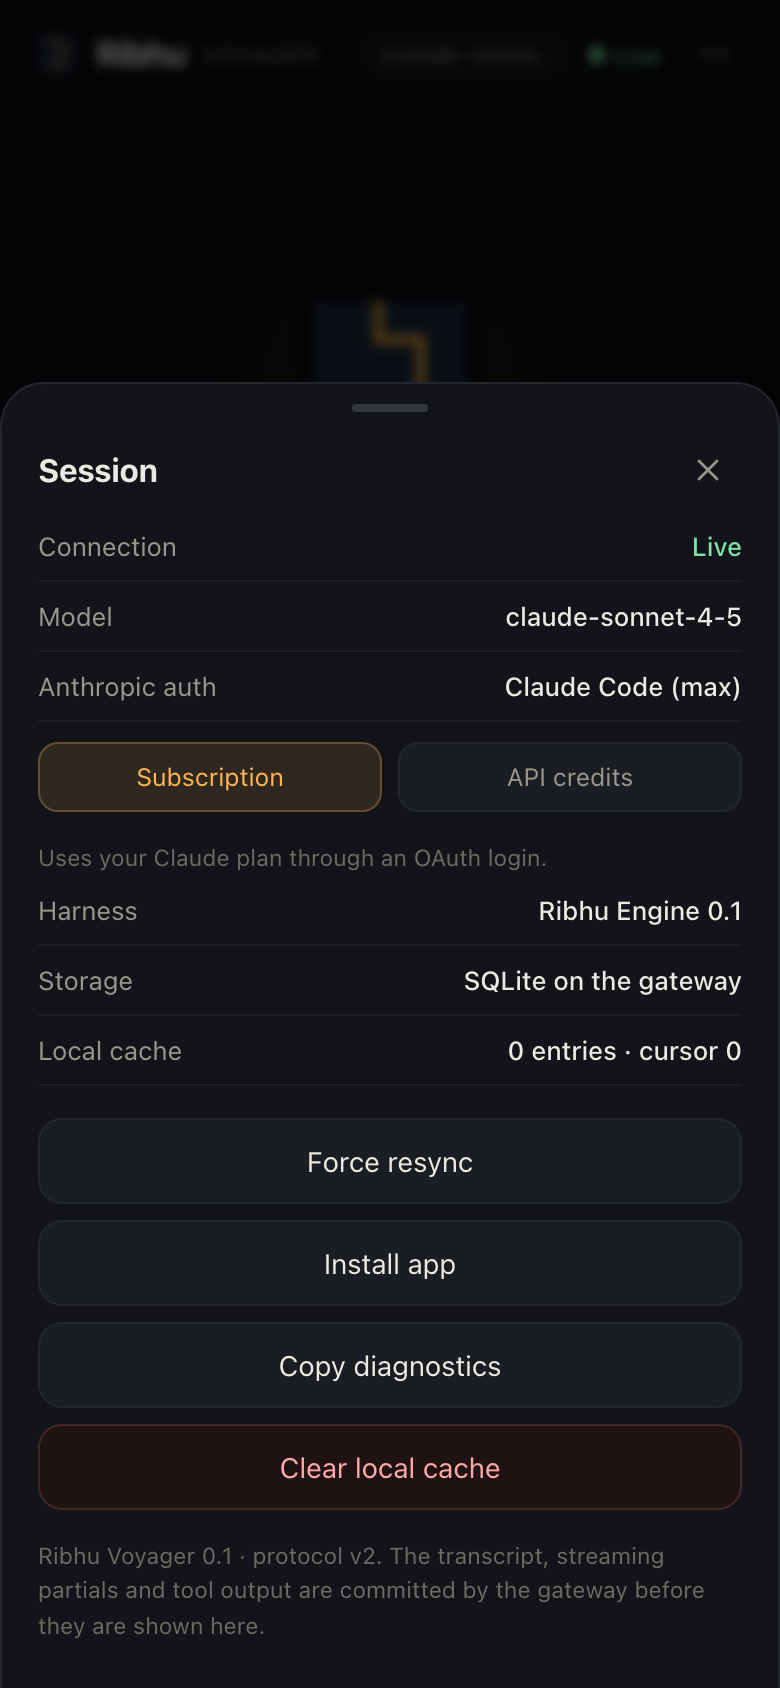 Ribhu
Live
Session
Connection Live
Model claude-sonnet-4-5
Anthropic auth Claude Code (max)
Subscription API credits
Uses your Claude plan through an OAuth login.
Harness Ribhu Engine 0.1
Storage SQLite on the gateway
Local cache 0 entries · cursor 0
Force resync
Install app
Copy diagnostics
Clear local cache
Ribhu Voyager 0.1 · protocol v2. The transcript, streaming
partials and tool output are committed by the gateway before
they are shown here.